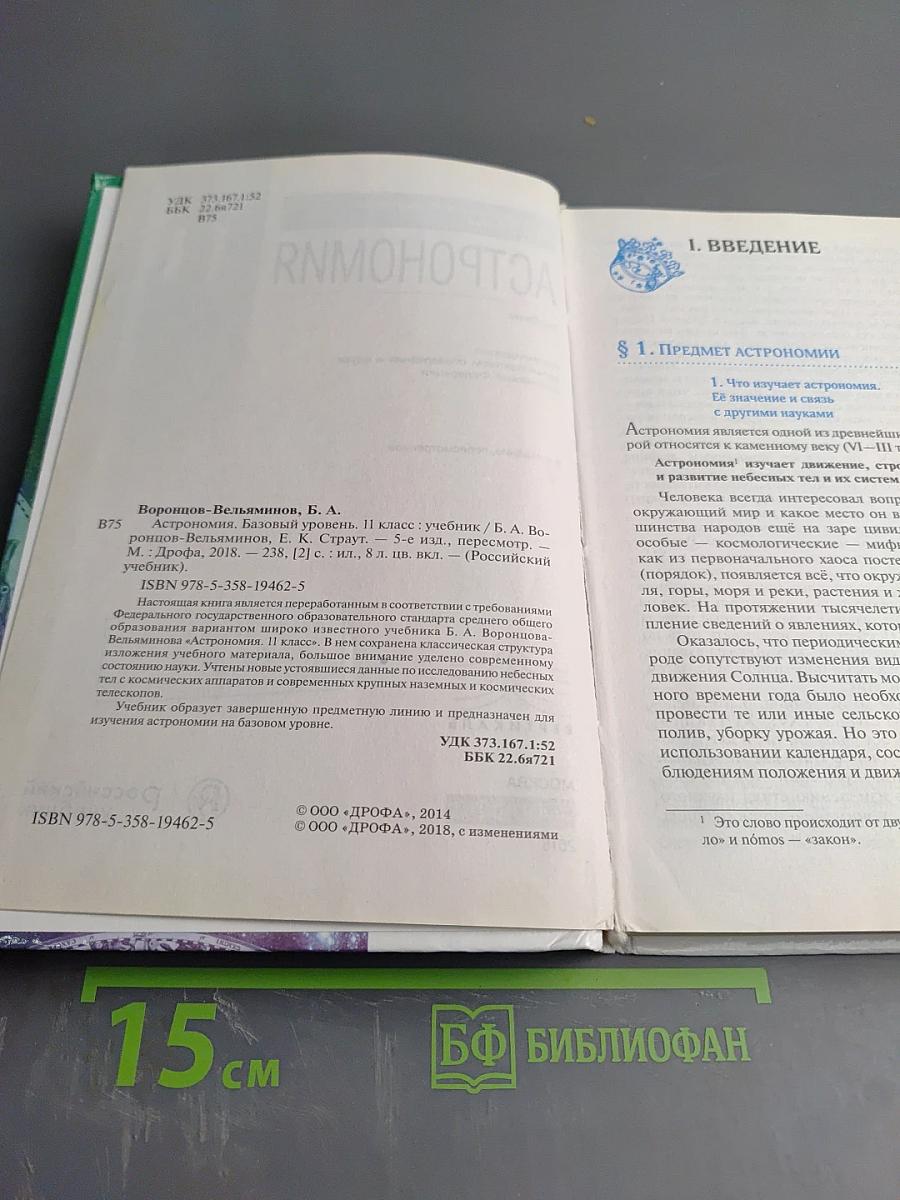 УДК 373.167.1:52
ББК 22.6я721
В75
АСТРОНОМИЯ
Воронцов-Вельяминов, Б. А.
В75 Астрономия. Базовый уровень. 11 класс : учебник / Б. А. Во-
ронцов-Вельяминов, Е. К. Страут. — 5-е изд., пересмотр. —
М. : Дрофа, 2018. — 238, [2] с. : ил., 8 л. цв. вкл. — (Российский
учебник).
ISBN 978-5-358-19462-5
Настоящая книга является переработанным в соответствии с требованиями
Федерального государственного образовательного стандарта среднего общего
образования вариантом широко известного учебника Б. А. Воронцова-
Вельяминова «Астрономия. 11 класс». В нем сохранена классическая структура
изложения учебного материала, большое внимание уделено современному
состоянию науки. Учтены новые устоявшиеся данные по исследованию небесных
тел с космических аппаратов и современных крупных наземных и космических
телескопов.
Учебник образует завершенную предметную линию и предназначен для
изучения астрономии на базовом уровне.
УДК 373.167.1:52
ББК 22.6я721
ISBN 978-5-358-19462-5
© ООО «ДРОФА», 2014
© ООО «ДРОФА», 2018, с изменениями
I. ВВЕДЕНИЕ
§ 1. ПРЕДМЕТ АСТРОНОМИИ
1. Что изучает астрономия.
Её значение и связь
с другими науками
Астрономия является одной из древнейши
рой относятся к каменному веку (VI—III т
Астрономия¹ изучает движение, стро
и развитие небесных тел и их систем
Человека всегда интересовал вопр
окружающий мир и какое место он в
шинства народов ещё на заре цивил
особые — космологические — миф
как из первоначального хаоса посте
(порядок), появляется всё, что окру
ля, горы, моря и реки, растения и ж
ловек. На протяжении тысячелети
пление сведений о явлениях, кото
Оказалось, что периодическим
роде сопутствуют изменения вид
движения Солнца. Высчитать мо
ного времени года было необхо
провести те или иные сельско
полив, уборку урожая. Но это
использовании календаря, сос
блюдениям положения и движ
¹ Это слово происходит от дву
ло» и nómos — «закон».
15 см
БФ БИБЛИОФАН